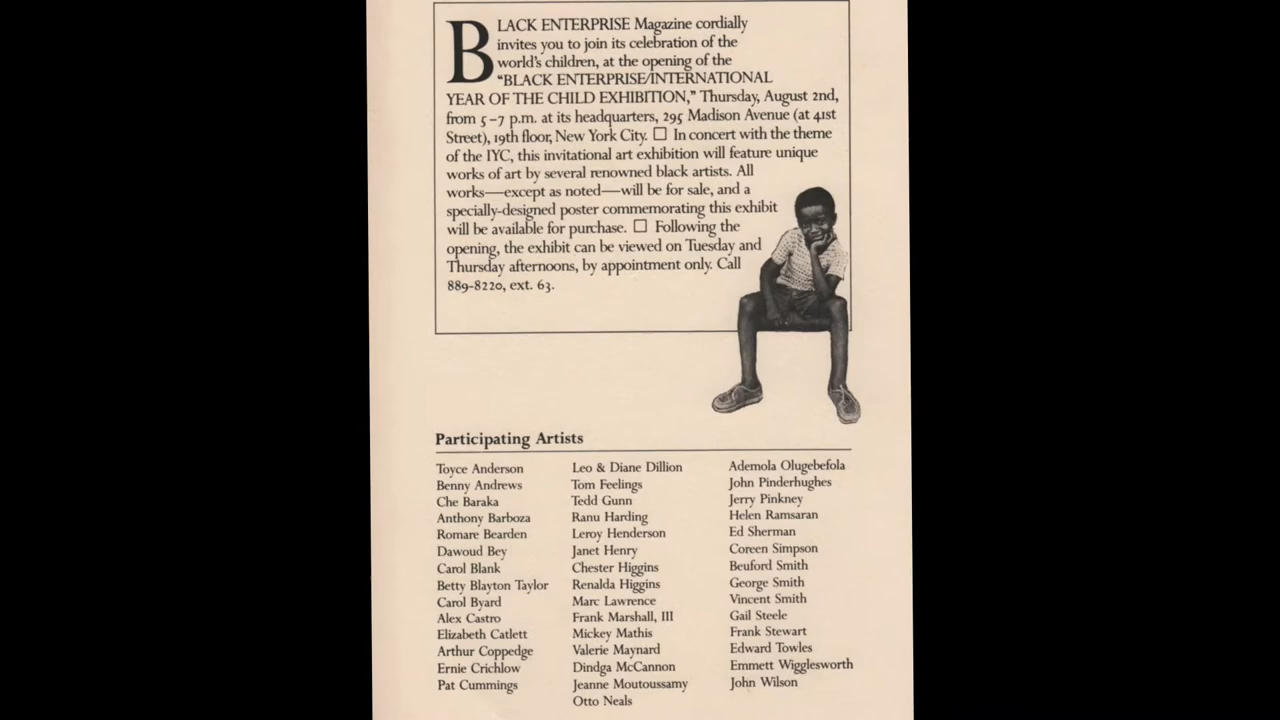 BLACK ENTERPRISE Magazine cordially
invites you to join its celebration of the
world's children, at the opening of the
“BLACK ENTERPRISE/INTERNATIONAL
YEAR OF THE CHILD EXHIBITION,” Thursday, August 2nd,
from 5–7 p.m. at its headquarters, 295 Madison Avenue (at 41st
Street), 19th floor, New York City. □ In concert with the theme
of the IYC, this invitational art exhibition will feature unique
works of art by several renowned black artists. All
works—except as noted—will be for sale, and a
specially-designed poster commemorating this exhibit
will be available for purchase. □ Following the
opening, the exhibit can be viewed on Tuesday and
Thursday afternoons, by appointment only. Call
889-8220, ext. 63.
Participating Artists
Toyce Anderson
Benny Andrews
Che Baraka
Anthony Barboza
Romare Bearden
Dawoud Bey
Carol Blank
Betty Blayton Taylor
Carol Byard
Alex Castro
Elizabeth Catlett
Arthur Coppedge
Ernie Crichlow
Pat Cummings
Leo & Diane Dillion
Tom Feelings
Tedd Gunn
Ranu Harding
Leroy Henderson
Janet Henry
Chester Higgins
Renalda Higgins
Marc Lawrence
Frank Marshall, III
Mickey Mathis
Valerie Maynard
Dindga McCannon
Jeanne Moutoussamy
Otto Neals
Ademola Olugebefola
John Pinderhughes
Jerry Pinkney
Helen Ramsaran
Ed Sherman
Coreen Simpson
Beuford Smith
George Smith
Vincent Smith
Gail Steele
Frank Stewart
Edward Towles
Emmett Wigglesworth
John Wilson